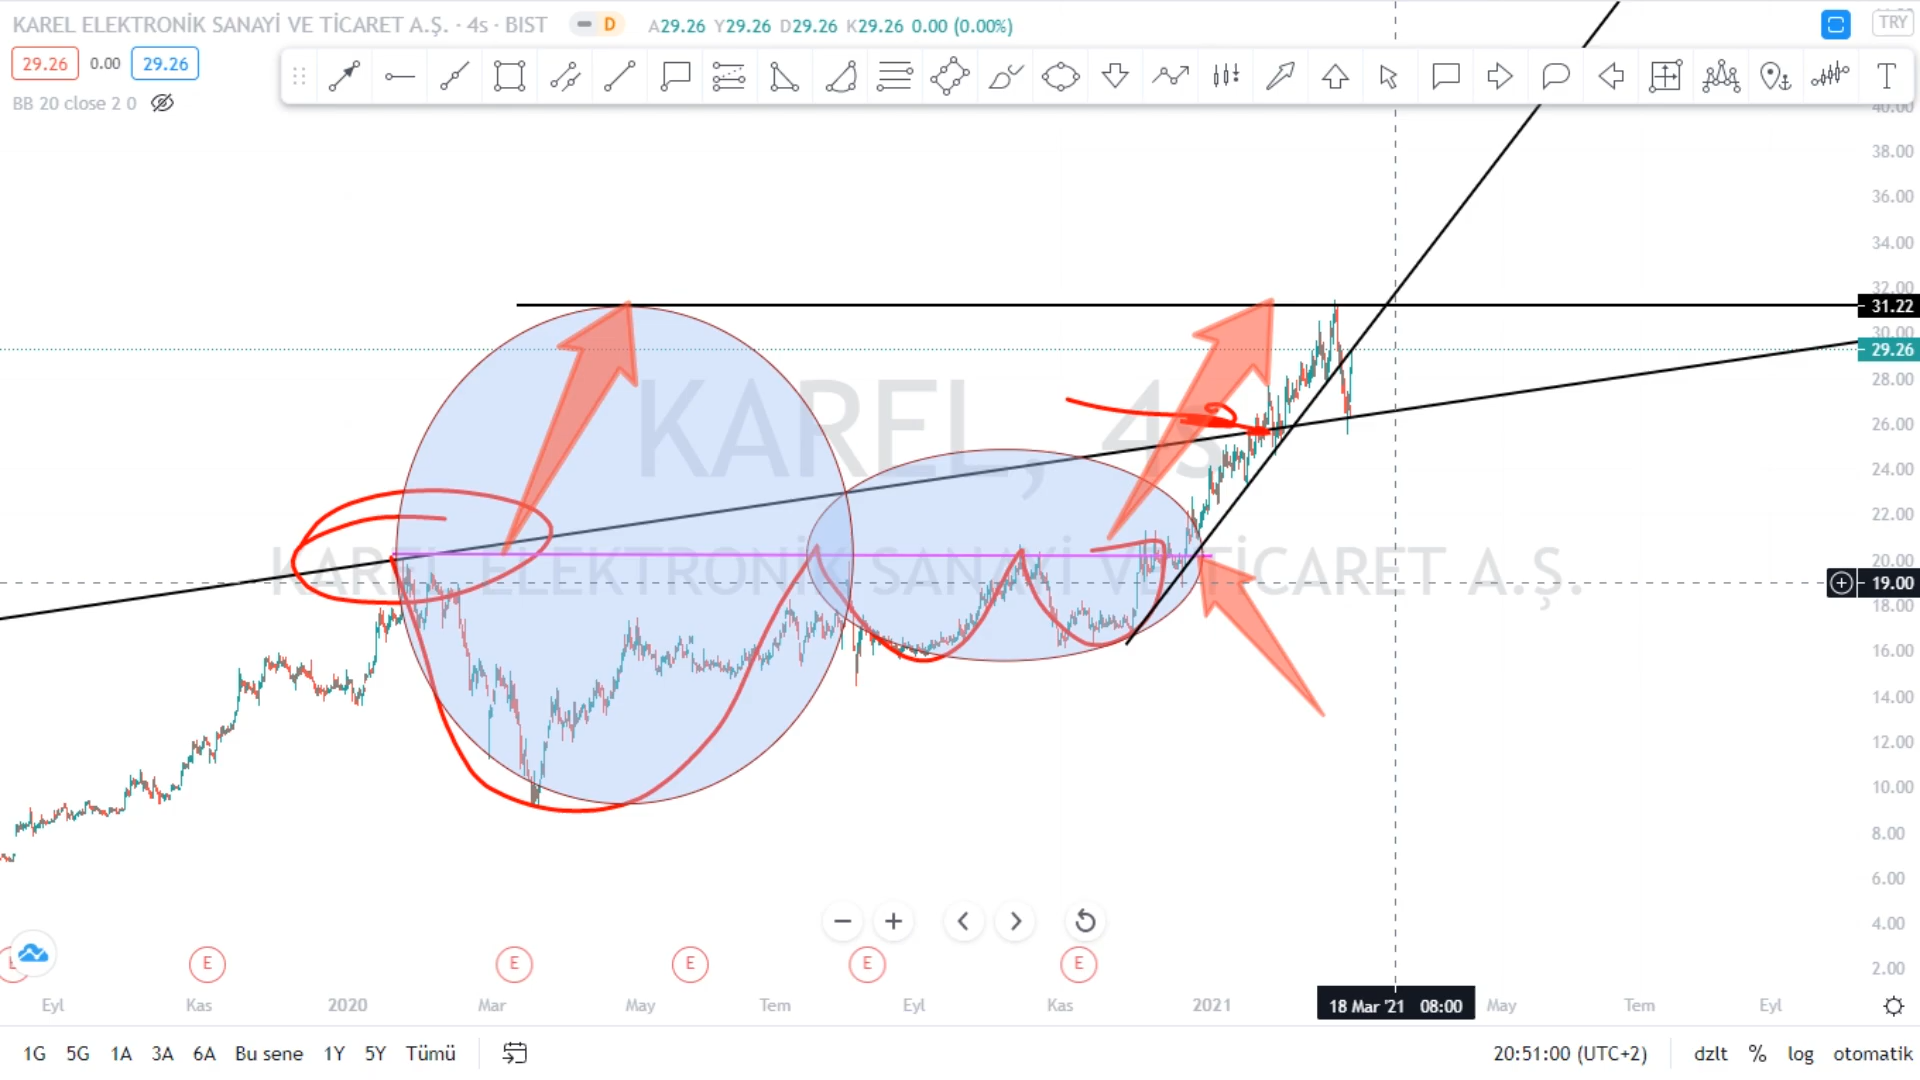 KAREL ELEKTRONİK SANAYİ VE TİCARET A.Ş. · 4s · BIST D A29.26 Y29.26 D29.26 K29.26 0.00 (0.00%) TRY
29.26 0.00 29.26
BB 20 close 2 0
T
40.00
38.00
36.00
34.00
32.00
31.22
30.00
29.26
28.00
26.00
24.00
22.00
20.00
19.00
18.00
16.00
14.00
12.00
10.00
8.00
6.00
4.00
2.00
KAREL, 4s
KAREL ELEKTRONİK SANAYİ VE TİCARET A.Ş.
E E E E E
Eyl Kas 2020 Mar May Tem Eyl Kas 2021 18 Mar '21 08:00 May Tem Eyl
1G 5G 1A 3A 6A Bu sene 1Y 5Y Tümü 20:51:00 (UTC+2) dzlt % log otomatik